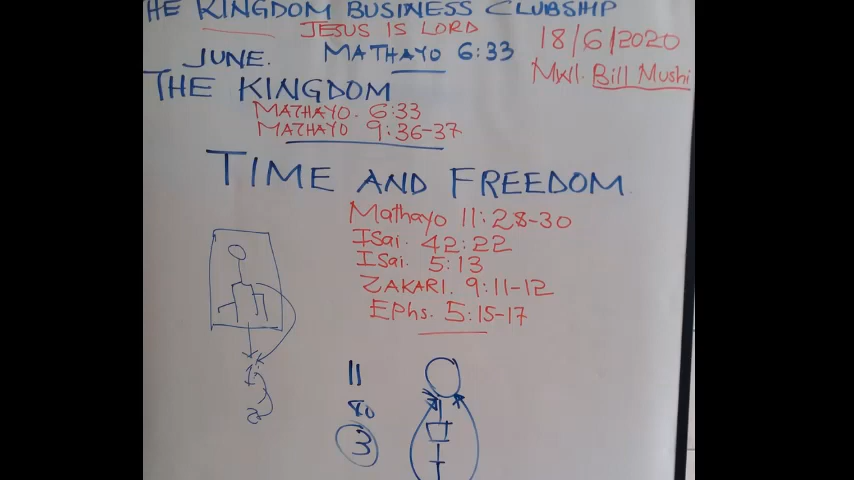 HE KINGDOM BUSINESS CLUBSHIP
JESUS IS LORD
18/6/2020
JUNE. MATHAYO 6:33
Mwl. Bill Mushi
THE KINGDOM
MATHAYO. 6:33
MATHAYO 9:36-37
TIME AND FREEDOM
Mathayo 11:28-30
Isai. 42:22
Isai. 5:13
ZAKARI. 9:11-12
Ephs. 5:15-17
11
3